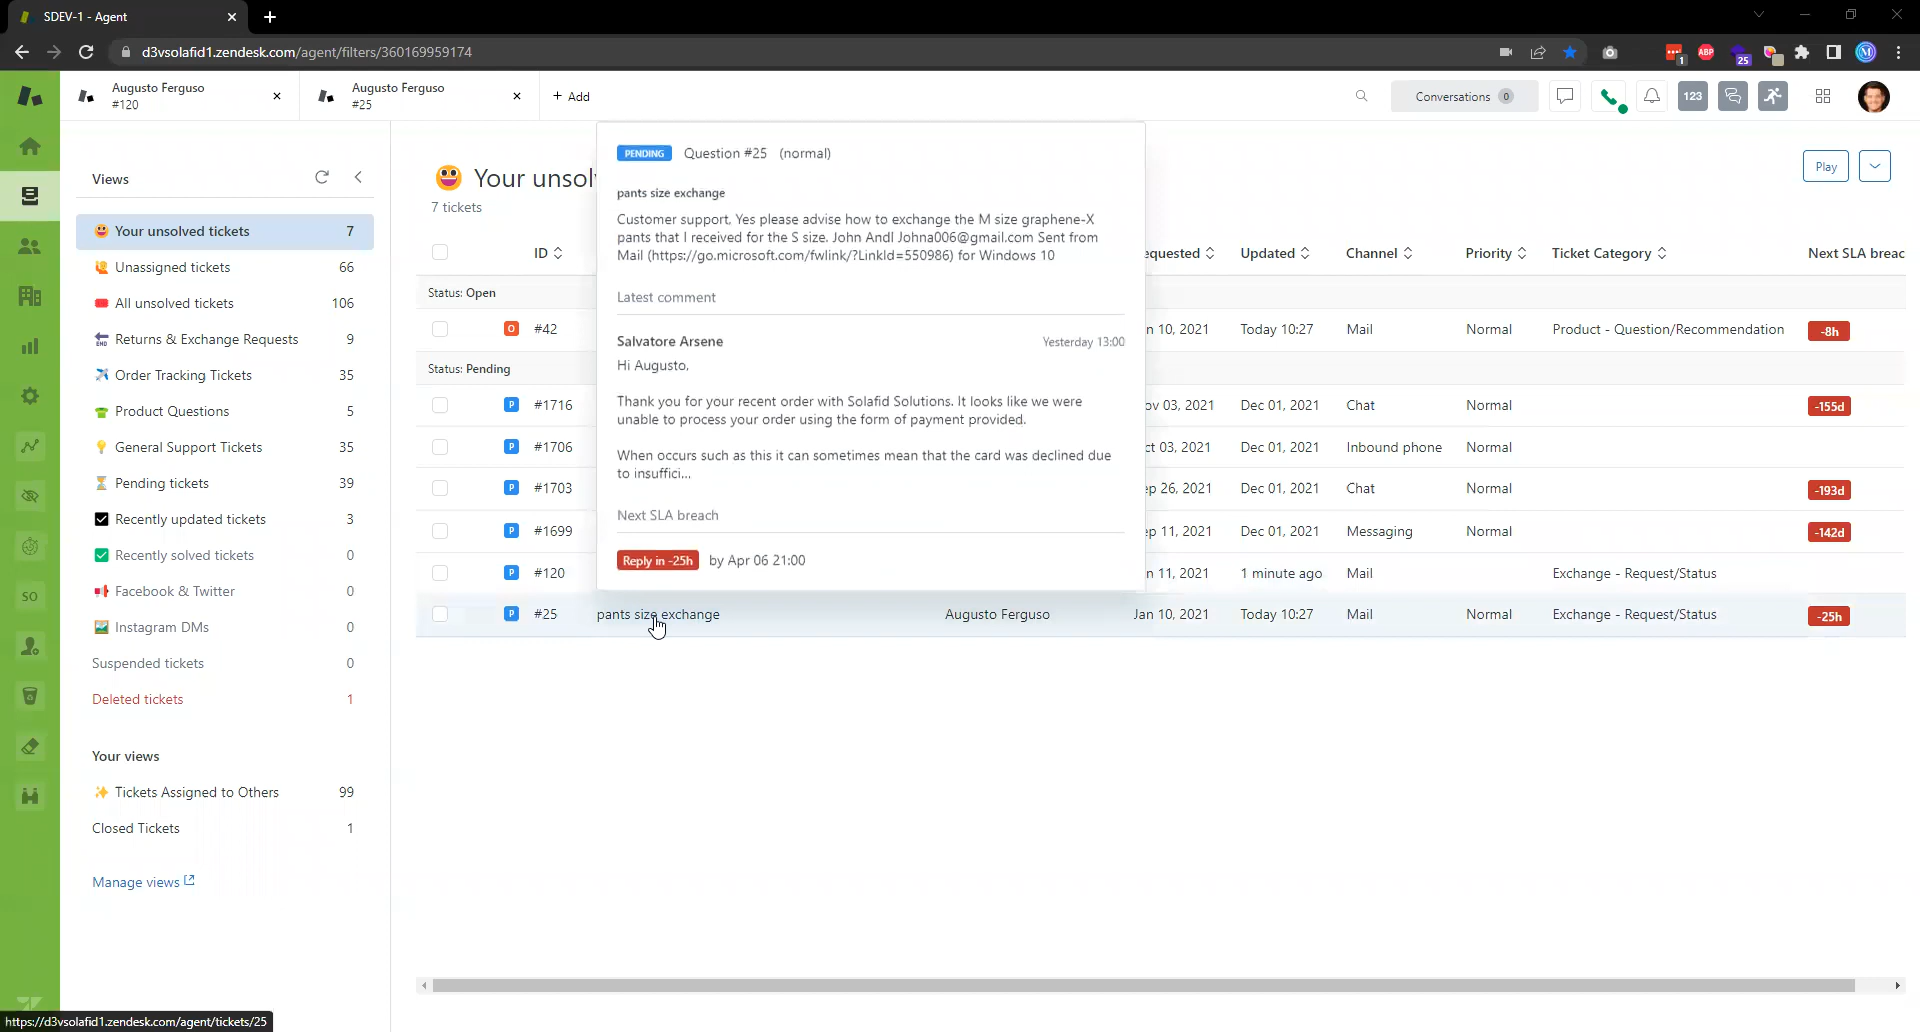 SDEV-1 - Agent
d3vsolafid1.zendesk.com/agent/filters/360169959174
1
ABP
25
M
Augusto Ferguso
#120
Augusto Ferguso
#25
+ Add
Conversations 0
123
Views
😀 Your unsolved tickets 7
Unassigned tickets 66
All unsolved tickets 106
END
Returns & Exchange Requests 9
Order Tracking Tickets 35
Product Questions 5
General Support Tickets 35
Pending tickets 39
Recently updated tickets 3
Recently solved tickets 0
Facebook & Twitter 0
Instagram DMs 0
Suspended tickets 0
Deleted tickets 1
Your views
Tickets Assigned to Others 99
Closed Tickets 1
Manage views
SO
😀 Your unsol
7 tickets
Play
ID
equested Updated Channel Priority Ticket Category Next SLA breac
Status: Open
O #42 n 10, 2021 Today 10:27 Mail Normal Product - Question/Recommendation -8h
Status: Pending
P #1716 ov 03, 2021 Dec 01, 2021 Chat Normal -155d
P #1706 ct 03, 2021 Dec 01, 2021 Inbound phone Normal
P #1703 ep 26, 2021 Dec 01, 2021 Chat Normal -193d
P #1699 ep 11, 2021 Dec 01, 2021 Messaging Normal -142d
P #120 n 11, 2021 1 minute ago Mail Exchange - Request/Status
P #25 pants size exchange Augusto Ferguso Jan 10, 2021 Today 10:27 Mail Normal Exchange - Request/Status -25h
PENDING Question #25 (normal)
pants size exchange
Customer support, Yes please advise how to exchange the M size graphene-X
pants that I received for the S size. John Andl Johna006@gmail.com Sent from
Mail (https://go.microsoft.com/fwlink/?LinkId=550986) for Windows 10
Latest comment
Salvatore Arsene Yesterday 13:00
Hi Augusto,
Thank you for your recent order with Solafid Solutions. It looks like we were
unable to process your order using the form of payment provided.
When occurs such as this it can sometimes mean that the card was declined due
to insuffici...
Next SLA breach
Reply in -25h by Apr 06 21:00
https://d3vsolafid1.zendesk.com/agent/tickets/25